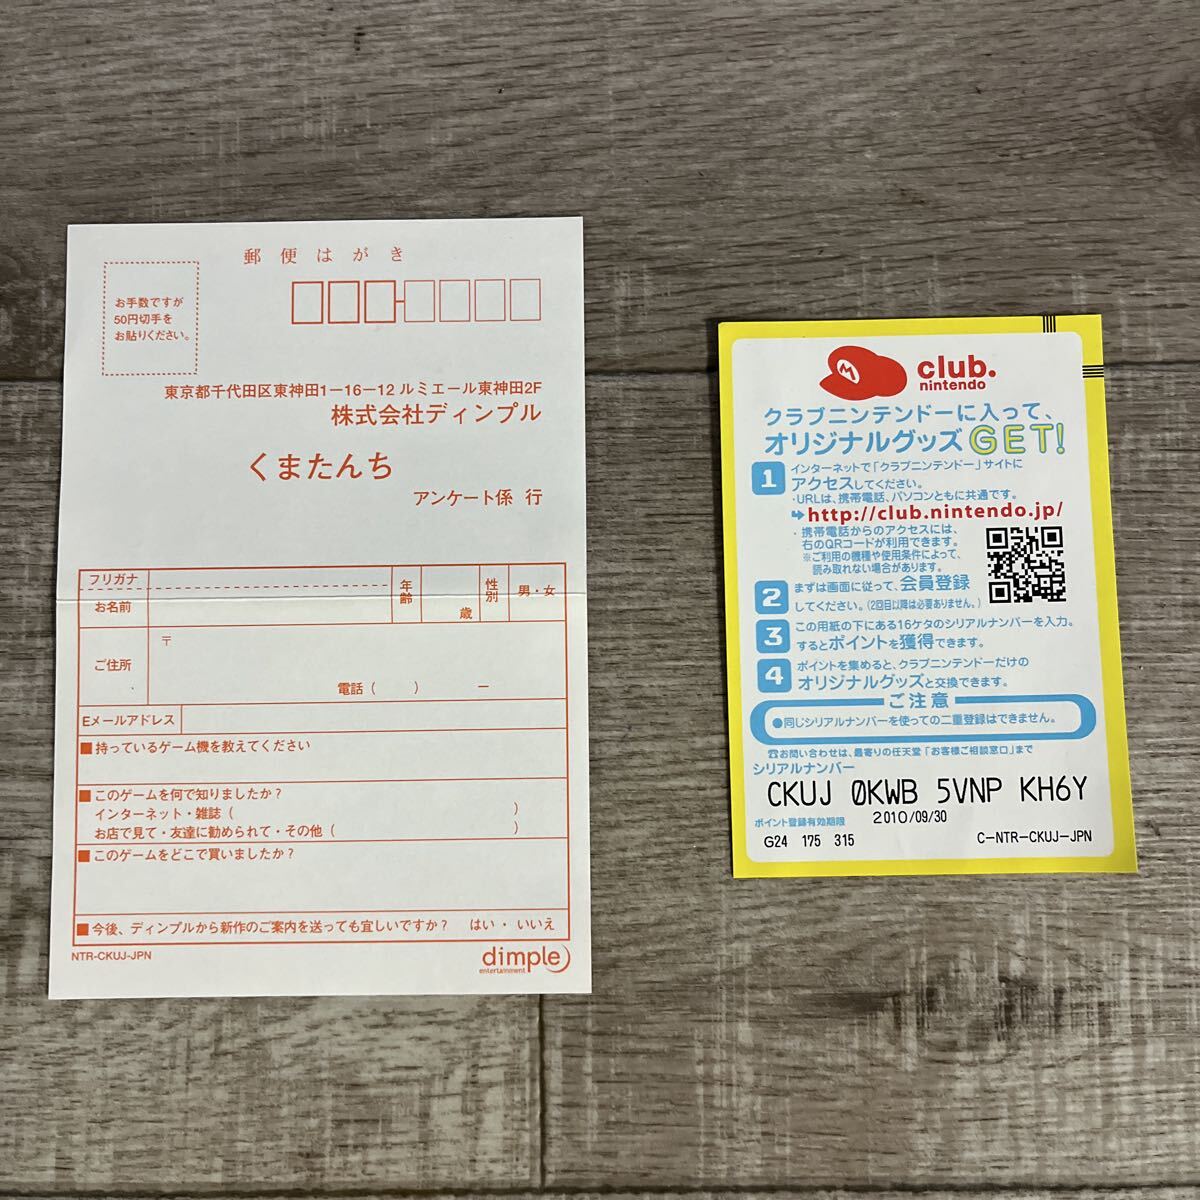 郵便はがき
お手数ですが
50円切手を
お貼りください。
東京都千代田区東神田1-16-12 ルミエール東神田2F
株式会社ディンプル
くまたんち
アンケート係 行
フリガナ
お名前
年齢
歳
性別
男・女
ご住所
〒
電話（　　）　　ー
Eメールアドレス
■持っているゲーム機を教えてください
■このゲームを何で知りましたか？
インターネット・雑誌（　　　）
お店で見て・友達に勧められて・その他（　　　）
■このゲームをどこで買いましたか？
■今後、ディンプルから新作のご案内を送っても宜しいですか？　はい・いいえ
NTR-CKUJ-JPN
dimple
entertainment
M
club.
nintendo
クラブニンテンドーに入って、
オリジナルグッズGET!
1 インターネットで「クラブニンテンドー」サイトに
アクセスしてください。
・URLは、携帯電話、パソコンともに共通です。
http://club.nintendo.jp/
・携帯電話からのアクセスには、
右のQRコードが利用できます。
※ご利用の機種や使用条件によって、
読み取れない場合があります。
2 まずは画面に従って、会員登録
してください。(2回目以降は必要ありません。)
3 この用紙の下にある16ケタのシリアルナンバーを入力。
するとポイントを獲得できます。
4 ポイントを集めると、クラブニンテンドーだけの
オリジナルグッズと交換できます。
ご注意
●同じシリアルナンバーを使っての二重登録はできません。
☎お問い合わせは、最寄りの任天堂「お客様ご相談窓口」まで
シリアルナンバー
CKUJ 0KWB 5VNP KH6Y
ポイント登録有効期限 2010/09/30
G24 175 315 C-NTR-CKUJ-JPN